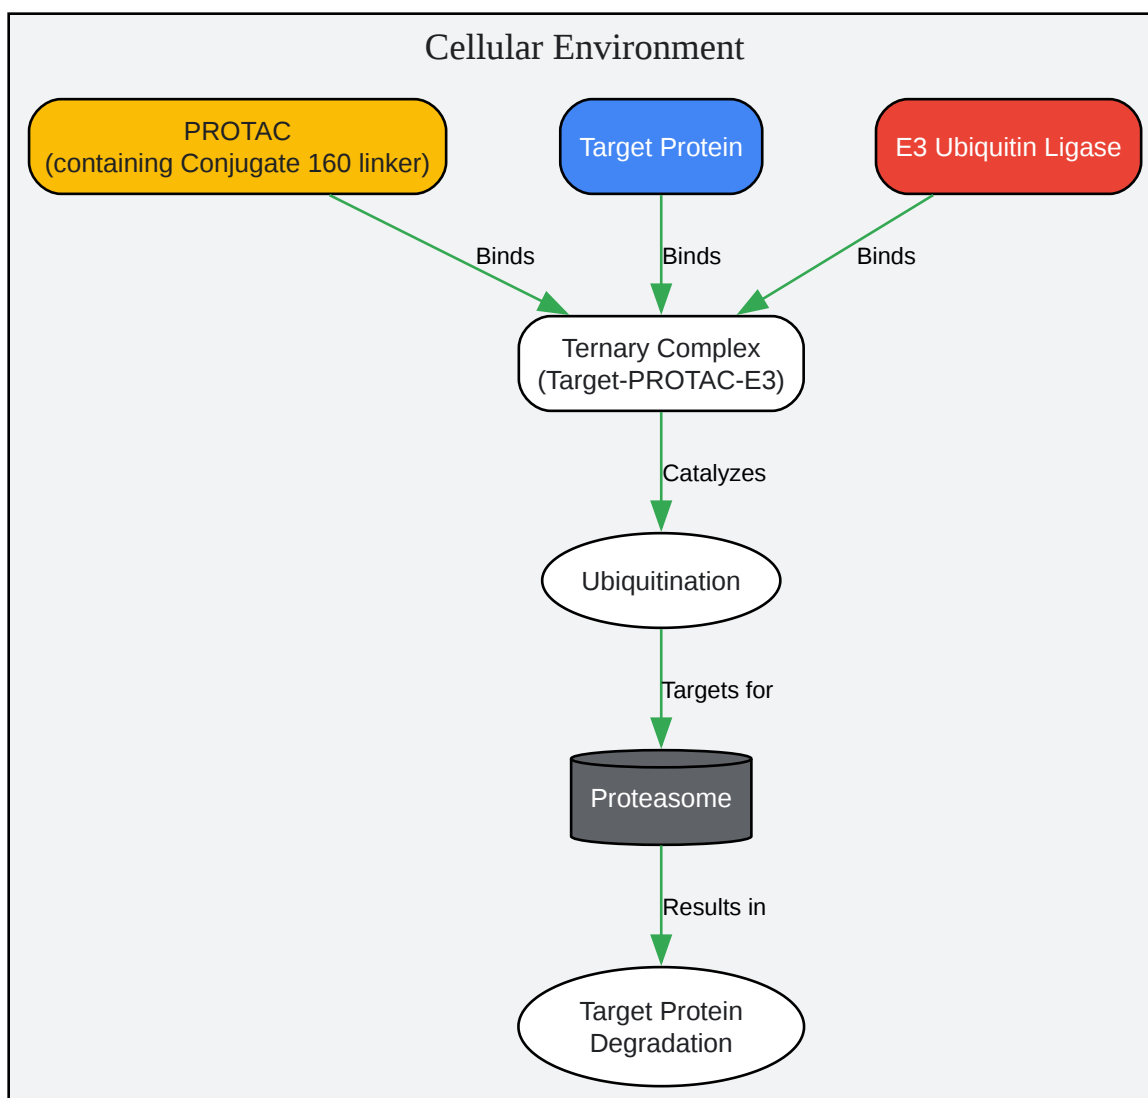 Cellular Environment
PROTAC
(containing Conjugate 160 linker)
Target Protein
E3 Ubiquitin Ligase
Binds
Binds
Binds
Ternary Complex
(Target-PROTAC-E3)
Catalyzes
Ubiquitination
Targets for
Proteasome
Results in
Target Protein
Degradation